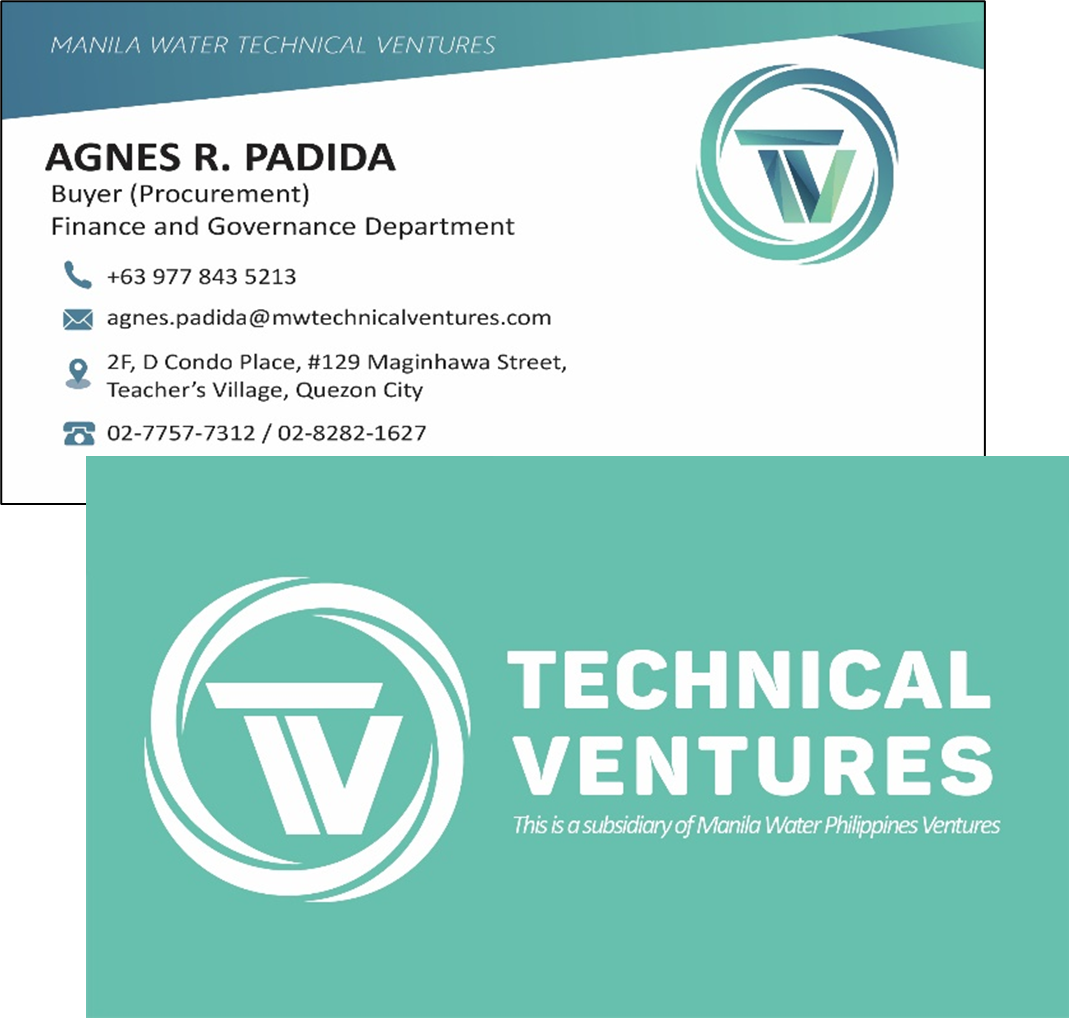 MANILA WATER TECHNICAL VENTURES
AGNES R. PADIDA
Buyer (Procurement)
Finance and Governance Department
+63 977 843 5213
agnes.padida@mwtechnicalventures.com
2F, D Condo Place, #129 Maginhawa Street,
Teacher’s Village, Quezon City
02-7757-7312 / 02-8282-1627
TV
TV
TECHNICAL
VENTURES
This is a subsidiary of Manila Water Philippines Ventures